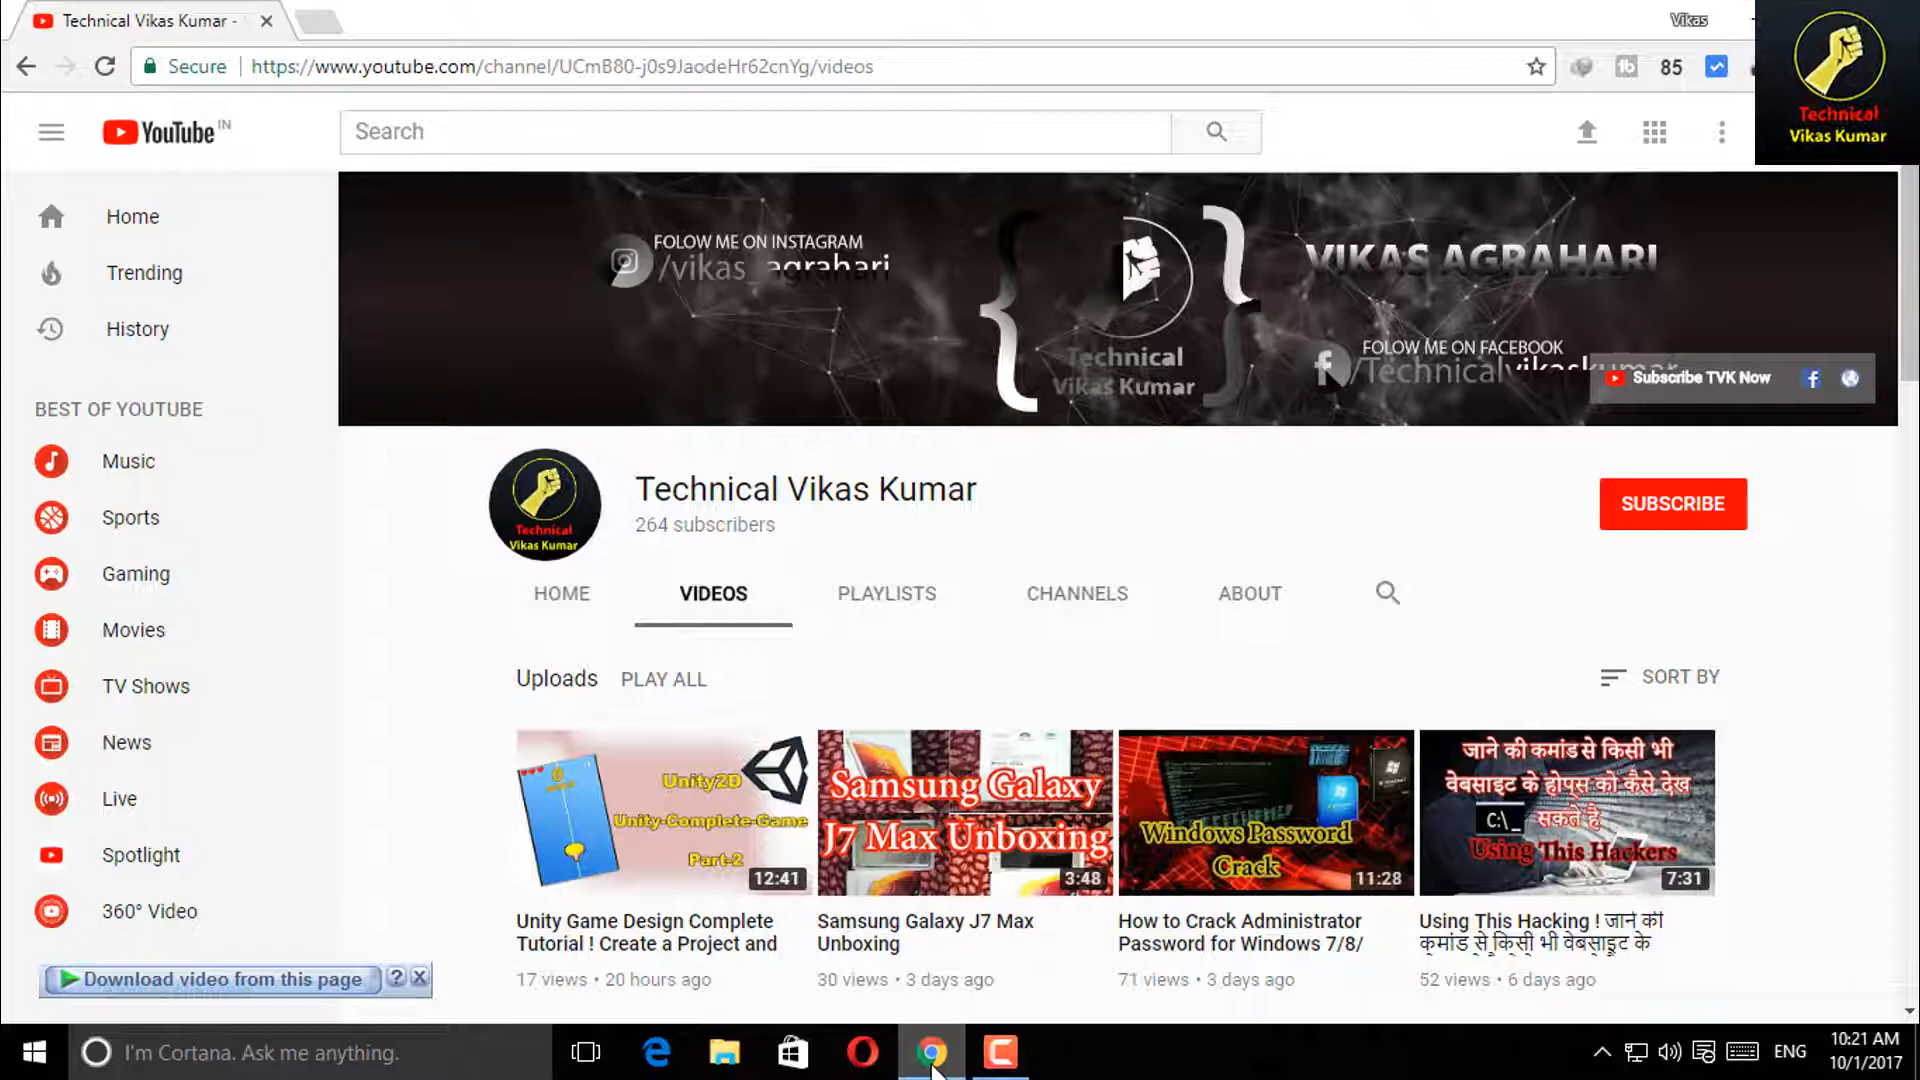 Technical Vikas Kumar -
Vikas
Secure
https://www.youtube.com/channel/UCmB80-j0s9JaodeHr62cnYg/videos
85
Technical
Vikas Kumar
YouTube IN
Search
Home
Trending
History
BEST OF YOUTUBE
Music
Sports
Gaming
Movies
TV Shows
News
Live
Spotlight
360° Video
FOLOW ME ON INSTAGRAM
/vikas_agrahari
Technical
Vikas Kumar
VIKAS AGRAHARI
FOLOW ME ON FACEBOOK
/Technicalvikaskumar
Subscribe TVK Now
Technical
Vikas Kumar
Technical Vikas Kumar
264 subscribers
SUBSCRIBE
HOME
VIDEOS
PLAYLISTS
CHANNELS
ABOUT
Uploads
PLAY ALL
SORT BY
Unity2D
Unity-Complete-Game
Part-2
12:41
Samsung Galaxy
J7 Max Unboxing
3:48
Windows Password
Crack
11:28
जाने की कमांड से किसी भी
वेबसाइट के होप्स को कैसे देख
सकते है
C:\_
Using This Hackers
7:31
Unity Game Design Complete
Tutorial ! Create a Project and
17 views • 20 hours ago
Samsung Galaxy J7 Max
Unboxing
30 views • 3 days ago
How to Crack Administrator
Password for Windows 7/8/
71 views • 3 days ago
Using This Hacking ! जाने की
कमांड से किसी भी वेबसाइट के
52 views • 6 days ago
Download video from this page
?
X
I'm Cortana. Ask me anything.
ENG
10:21 AM
10/1/2017